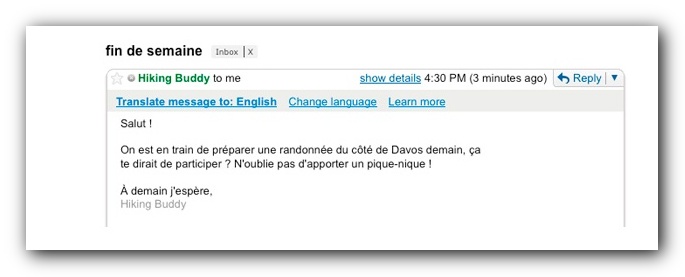 fin de semaine Inbox | X
Hiking Buddy to me show details 4:30 PM (3 minutes ago) Reply
Translate message to: English Change language Learn more
Salut !
On est en train de préparer une randonnée du côté de Davos demain, ça
te dirait de participer ? N'oublie pas d'apporter un pique-nique !
À demain j'espère,
Hiking Buddy